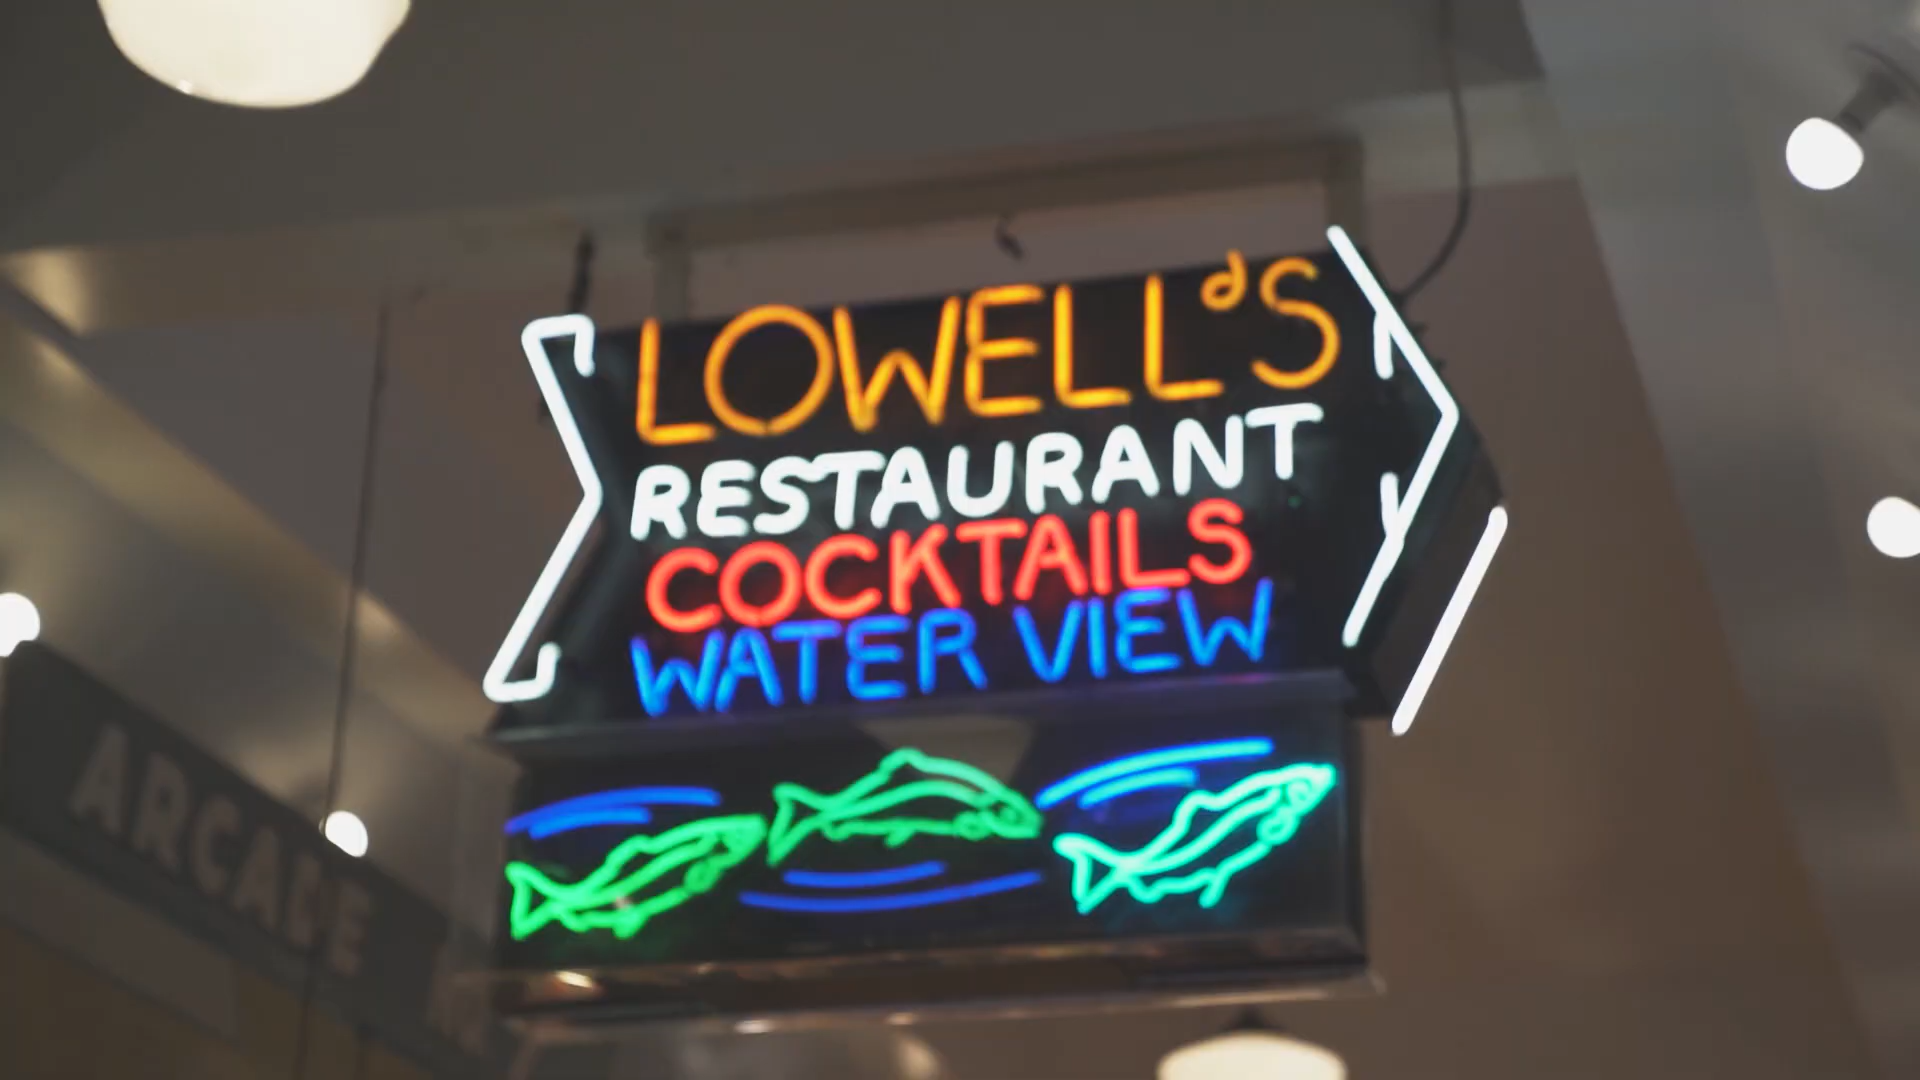 LOWELL'S
RESTAURANT
COCKTAILS
WATER VIEW
ARCADE